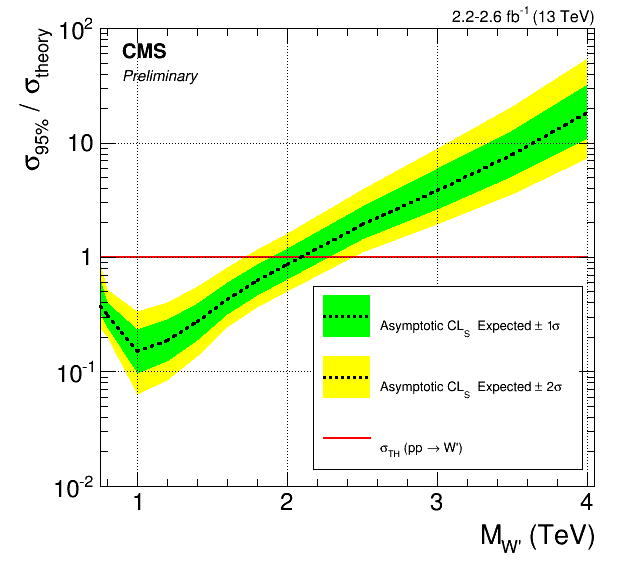 2.2-2.6 fb⁻¹ (13 TeV)
CMS
Preliminary
σ95% / σtheory
10²
10
1
10⁻¹
10⁻²
Asymptotic CLS Expected ± 1σ
Asymptotic CLS Expected ± 2σ
σTH (pp → W')
1 2 3 4
MW' (TeV)